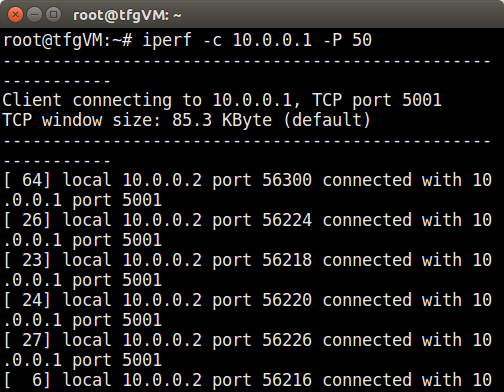 root@tfgVM: ~
root@tfgVM:~# iperf -c 10.0.0.1 -P 50
------------------------------------------------
-----------
Client connecting to 10.0.0.1, TCP port 5001
TCP window size: 85.3 KByte (default)
------------------------------------------------
-----------
[ 64] local 10.0.0.2 port 56300 connected with 10
.0.0.1 port 5001
[ 26] local 10.0.0.2 port 56224 connected with 10
.0.0.1 port 5001
[ 23] local 10.0.0.2 port 56218 connected with 10
.0.0.1 port 5001
[ 24] local 10.0.0.2 port 56220 connected with 10
.0.0.1 port 5001
[ 27] local 10.0.0.2 port 56226 connected with 10
.0.0.1 port 5001
[  6] local 10.0.0.2 port 56216 connected with 10